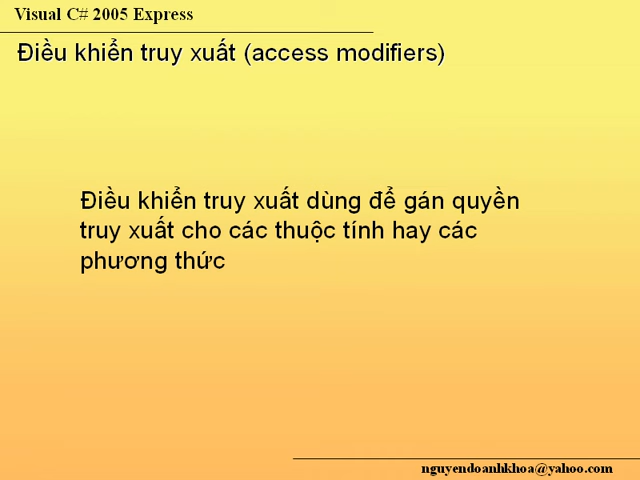 Visual C# 2005 Express
Điều khiển truy xuất (access modifiers)
Điều khiển truy xuất dùng để gán quyền
truy xuất cho các thuộc tính hay các
phương thức
nguyendoanhkhoa@yahoo.com